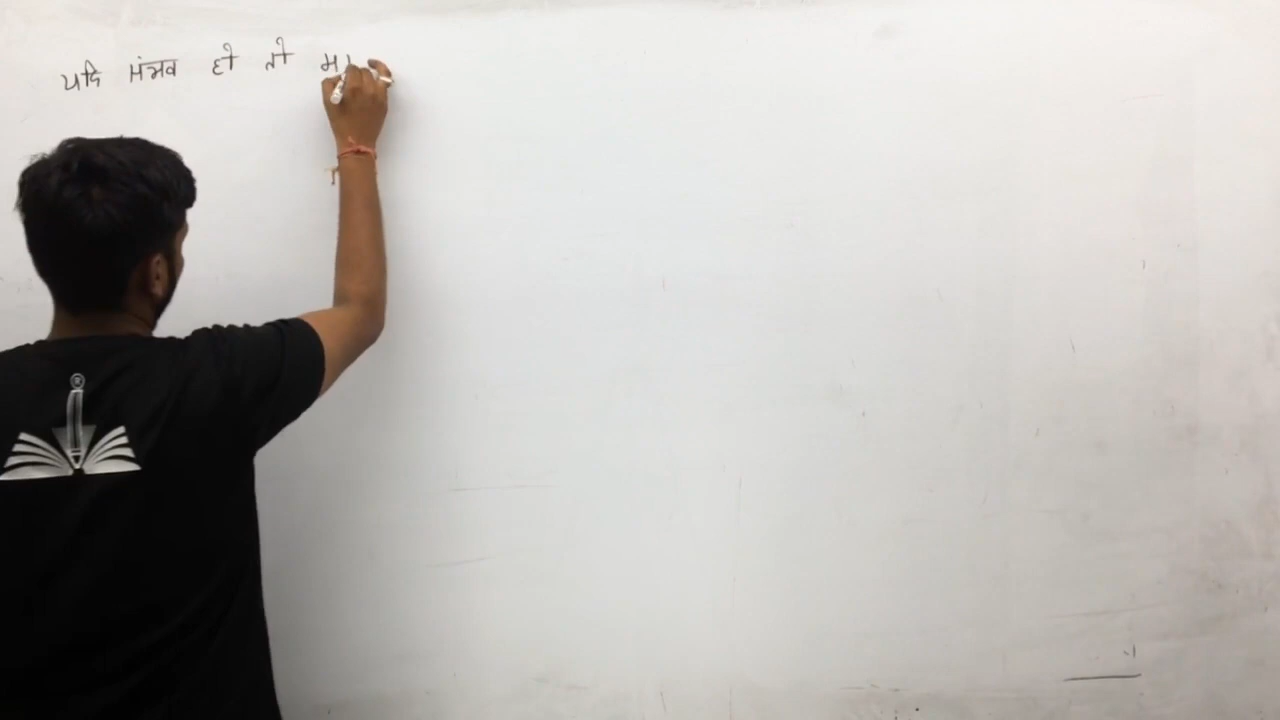 यदि संभव हो तो मा